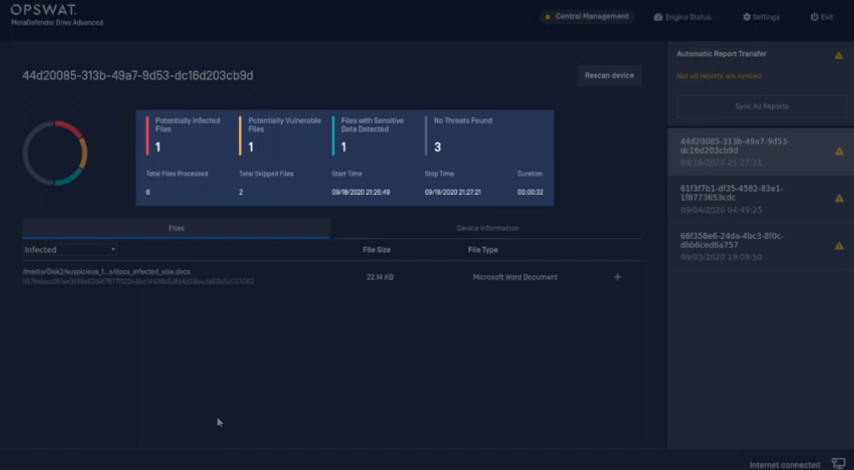 OPSWAT.
MetaDefender Drive Advanced
Central Management
Engine Status
Settings
Exit
44d20085-313b-49a7-9d53-dc16d203cb9d
Rescan device
Potentially Infected
Files
1
Potentially Vulnerable
Files
1
Files with Sensitive
Data Detected
1
No Threats Found
3
Total Files Processed
6
Total Skipped Files
2
Start Time
09/18/2020 21:26:49
Stop Time
09/18/2020 21:27:21
Duration
00:00:32
Files
Device Information
Infected
File Size
File Type
/media/Disk2/suspicious_f...s/docx_infected_xlsx.docx
22.14 KB
Microsoft Word Document
+
Automatic Report Transfer
Not all reports are synced
Sync All Reports
44d20085-313b-49a7-9d53-
dc16d203cb9d
09/18/2020 21:27:21
61f3f7b1-df35-4582-83e1-
1f8773653cdc
09/04/2020 04:49:25
66f358e6-24da-4bc3-8f0c-
dbb6ced6a757
09/03/2020 19:09:50
Internet connected